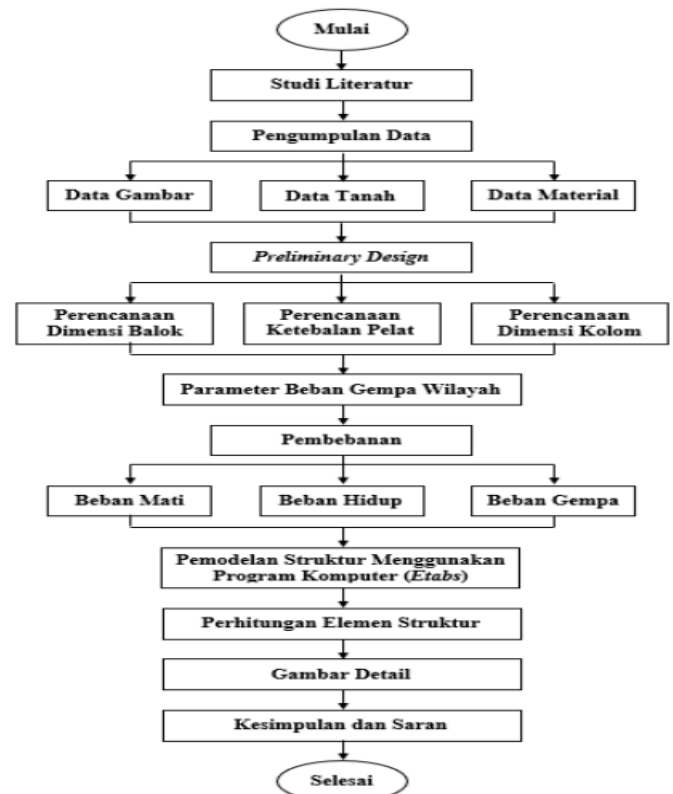 Mulai
Studi Literatur
Pengumpulan Data
Data Gambar
Data Tanah
Data Material
Preliminary Design
Perencanaan
Dimensi Balok
Perencanaan
Ketebalan Pelat
Perencanaan
Dimensi Kolom
Parameter Beban Gempa Wilayah
Pembebanan
Beban Mati
Beban Hidup
Beban Gempa
Pemodelan Struktur Menggunakan
Program Komputer (Etabs)
Perhitungan Elemen Struktur
Gambar Detail
Kesimpulan dan Saran
Selesai